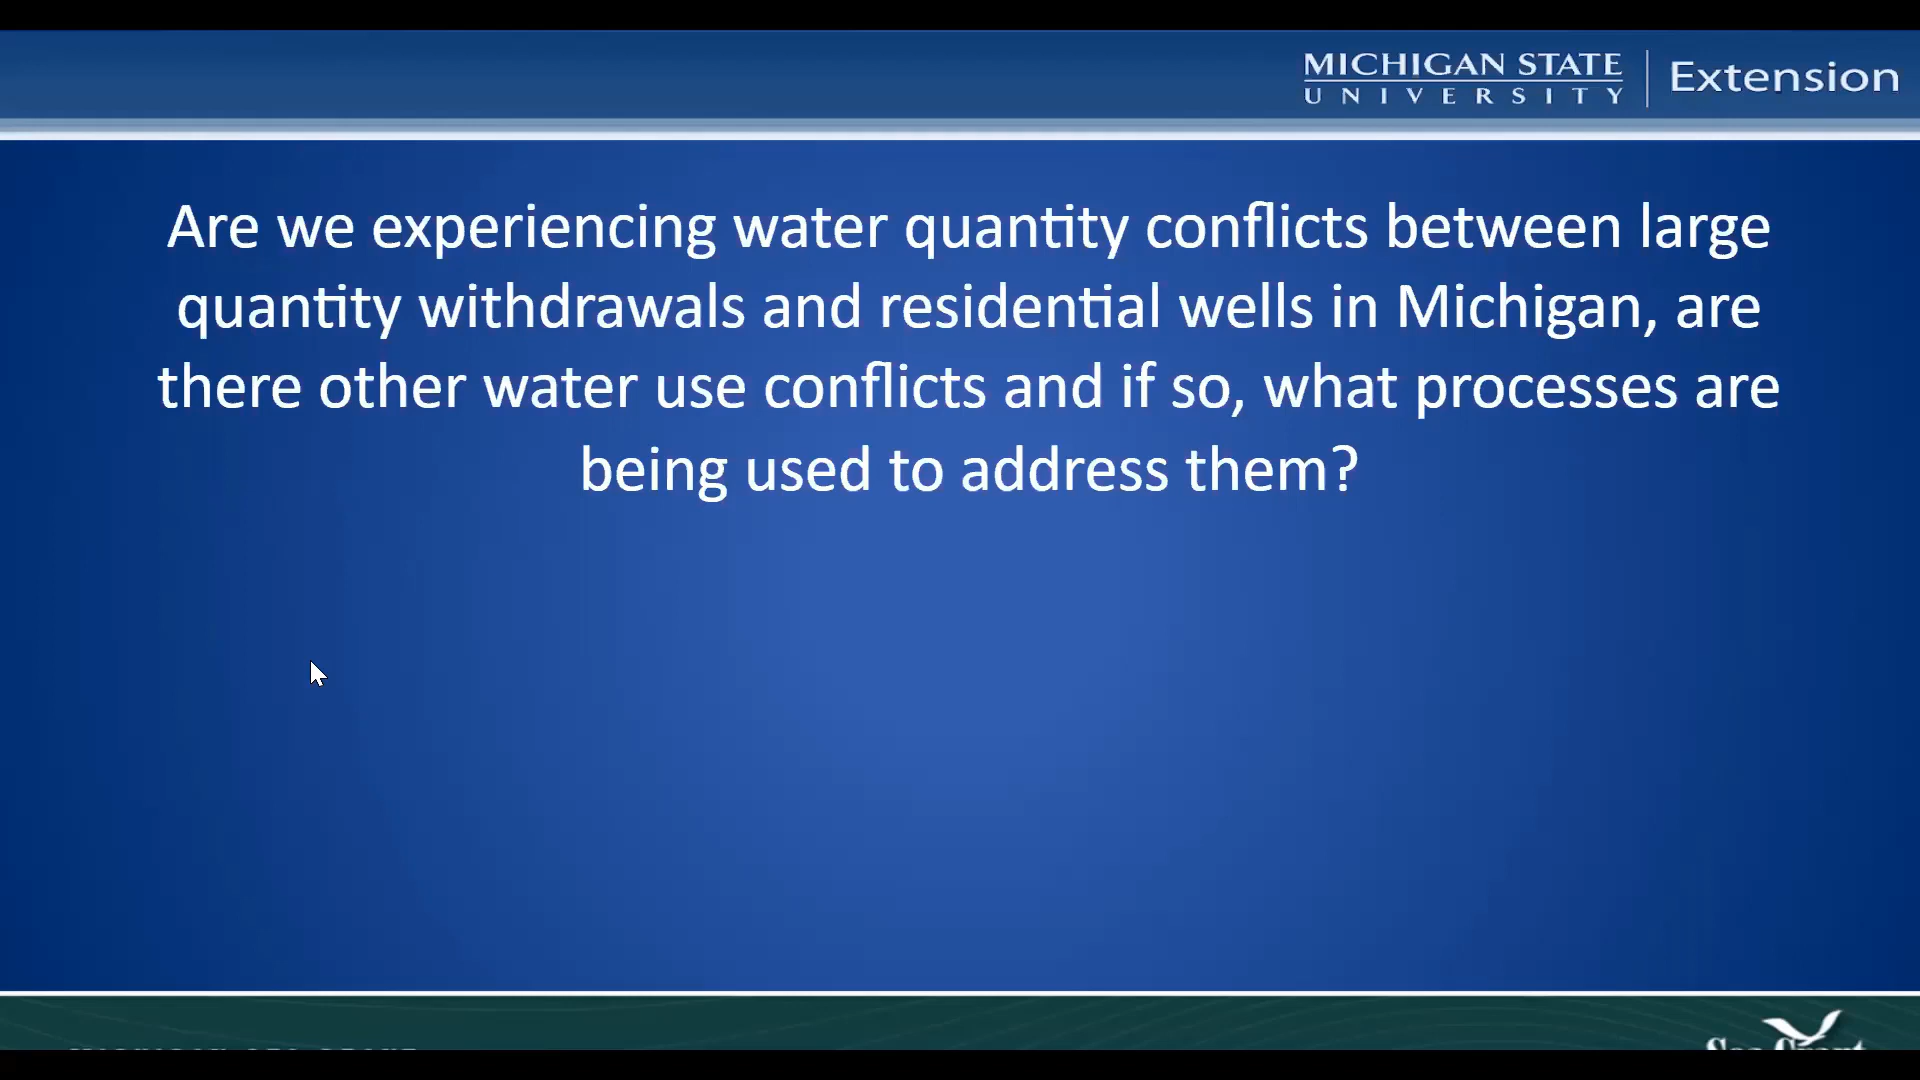 MICHIGAN STATE
UNIVERSITY
Extension
Are we experiencing water quantity conflicts between large
quantity withdrawals and residential wells in Michigan, are
there other water use conflicts and if so, what processes are
being used to address them?